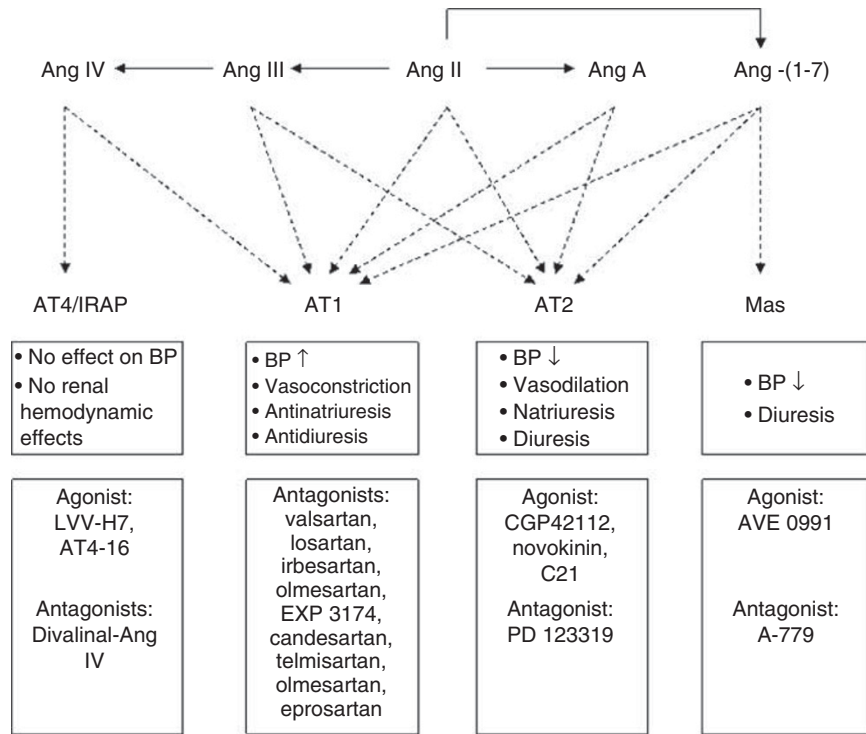 Ang IV
Ang III
Ang II
Ang A
Ang -(1-7)
AT4/IRAP
AT1
AT2
Mas
• No effect on BP
• No renal
hemodynamic
effects
• BP ↑
• Vasoconstriction
• Antinatriuresis
• Antidiuresis
• BP ↓
• Vasodilation
• Natriuresis
• Diuresis
• BP ↓
• Diuresis
Agonist:
LVV-H7,
AT4-16
Antagonists:
Divalinal-Ang
IV
Antagonists:
valsartan,
losartan,
irbesartan,
olmesartan,
EXP 3174,
candesartan,
telmisartan,
olmesartan,
eprosartan
Agonist:
CGP42112,
novokinin,
C21
Antagonist:
PD 123319
Agonist:
AVE 0991
Antagonist:
A-779